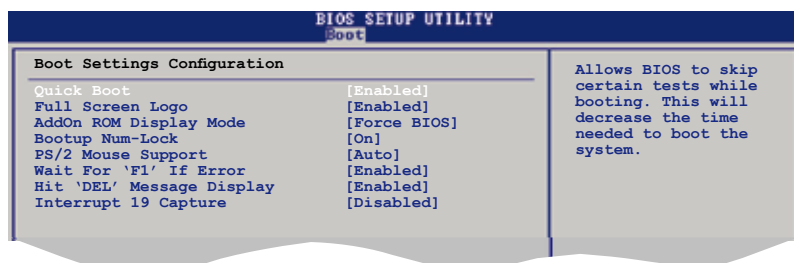 BIOS SETUP UTILITY
Boot
Boot Settings Configuration
Quick Boot [Enabled]
Full Screen Logo [Enabled]
AddOn ROM Display Mode [Force BIOS]
Bootup Num-Lock [On]
PS/2 Mouse Support [Auto]
Wait For ‘F1’ If Error [Enabled]
Hit ‘DEL’ Message Display [Enabled]
Interrupt 19 Capture [Disabled]
Allows BIOS to skip
certain tests while
booting. This will
decrease the time
needed to boot the
system.